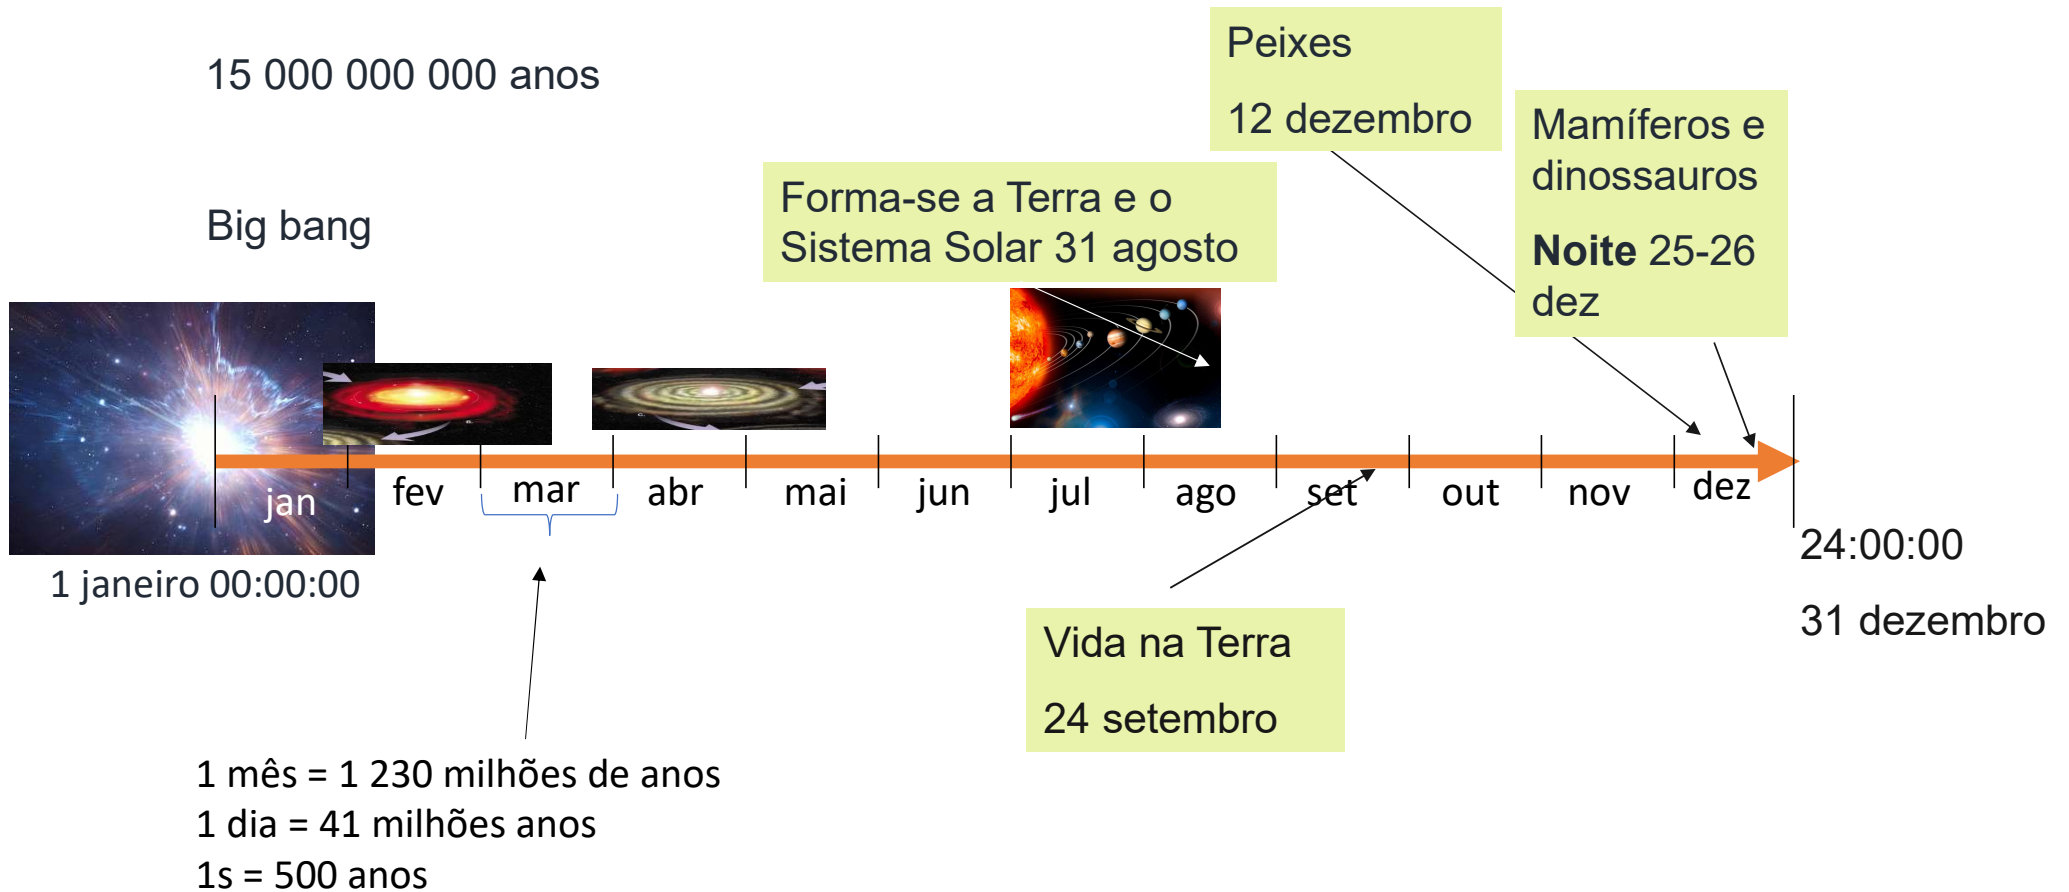 15 000 000 000 anos
Big bang
Forma-se a Terra e o
Sistema Solar 31 agosto
Peixes
12 dezembro
Mamíferos e
dinossauros
Noite 25-26
dez
jan
fev
mar
abr
mai
jun
jul
ago
set
out
nov
dez
1 janeiro 00:00:00
24:00:00
31 dezembro
Vida na Terra
24 setembro
1 mês = 1 230 milhões de anos
1 dia = 41 milhões anos
1s = 500 anos